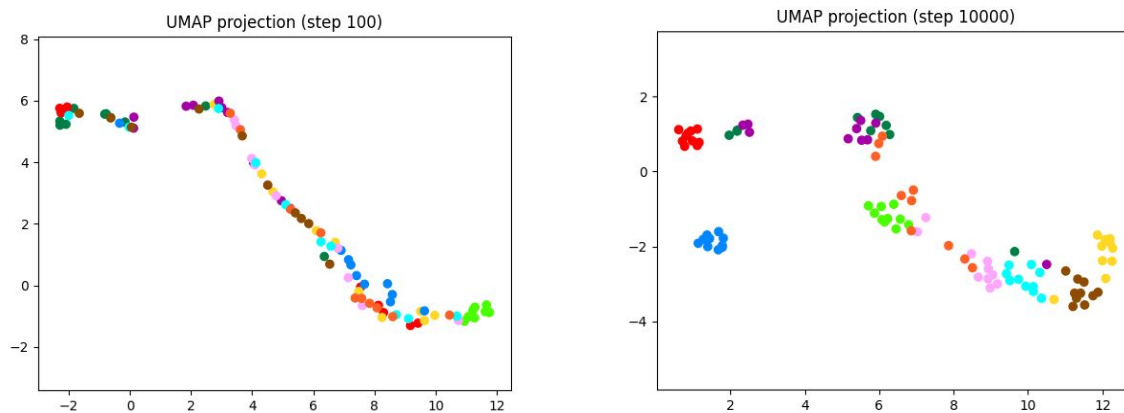 UMAP projection (step 100)
8
6
4
2
0
−2
−2 0 2 4 6 8 10 12
UMAP projection (step 10000)
2
0
−2
−4
2 4 6 8 10 12